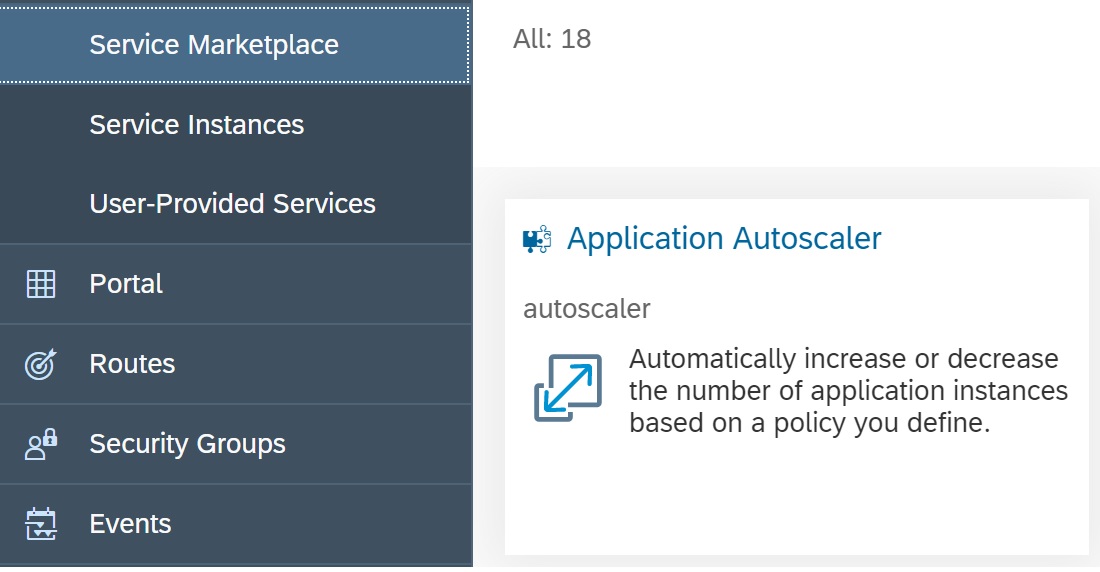 Service Marketplace
Service Instances
User-Provided Services
Portal
Routes
Security Groups
Events
All: 18
Application Autoscaler
autoscaler
Automatically increase or decrease
the number of application instances
based on a policy you define.